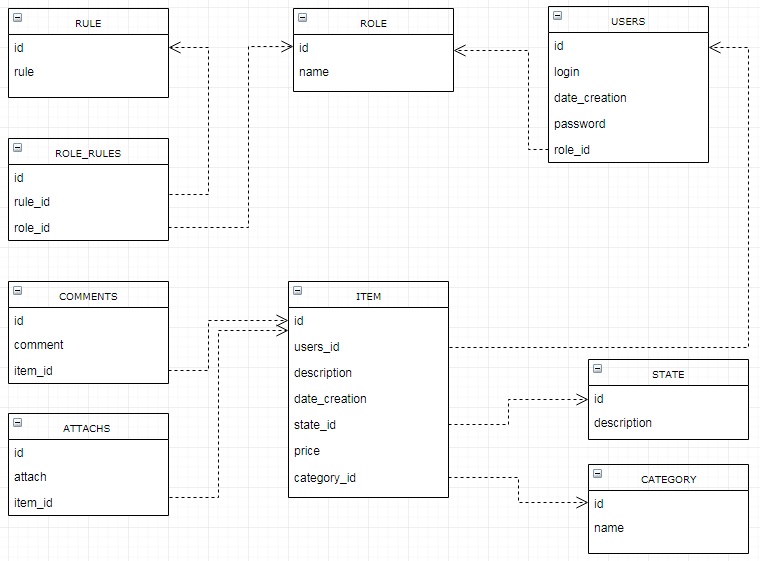 RULE
id
rule
ROLE
id
name
USERS
id
login
date_creation
password
role_id
ROLE_RULES
id
rule_id
role_id
COMMENTS
id
comment
item_id
ITEM
id
users_id
description
date_creation
state_id
price
category_id
STATE
id
description
ATTACHS
id
attach
item_id
CATEGORY
id
name